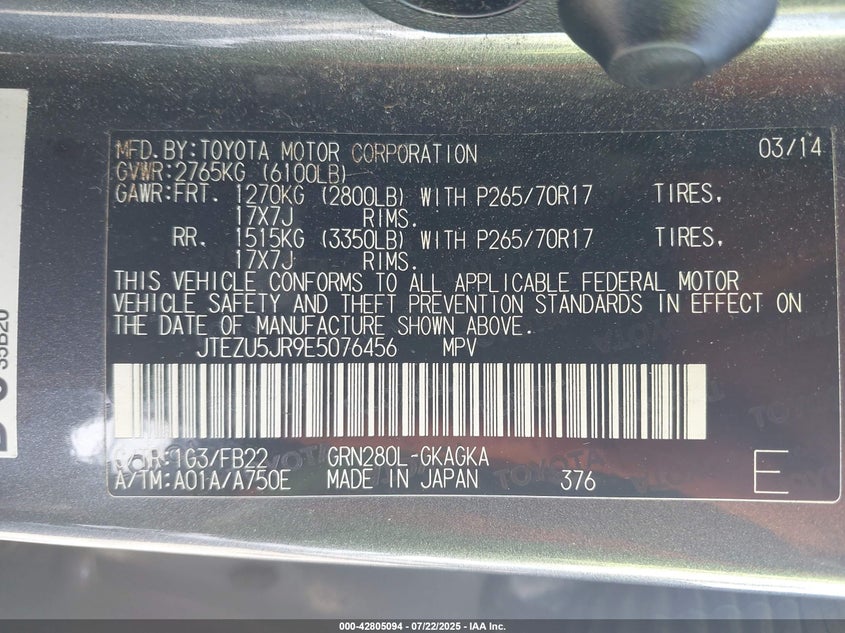 MFD.BY:TOYOTA MOTOR CORPORATION 03/14
GVWR:2765KG (6100LB)
GAWR:FRT. 1270KG (2800LB) WITH P265/70R17 TIRES,
17X7J RIMS.
RR. 1515KG (3350LB) WITH P265/70R17 TIRES,
17X7J RIMS.
THIS VEHICLE CONFORMS TO ALL APPLICABLE FEDERAL MOTOR
VEHICLE SAFETY AND THEFT PREVENTION STANDARDS IN EFFECT ON
THE DATE OF MANUFACTURE SHOWN ABOVE.
JTEZU5JR9E5076456 MPV
1G3/FB22 GRN280L-GKAGKA
A/TM:A01A/A750E MADE IN JAPAN 376 E
35B20
000-42805094 - 07/22/2025 - IAA Inc.